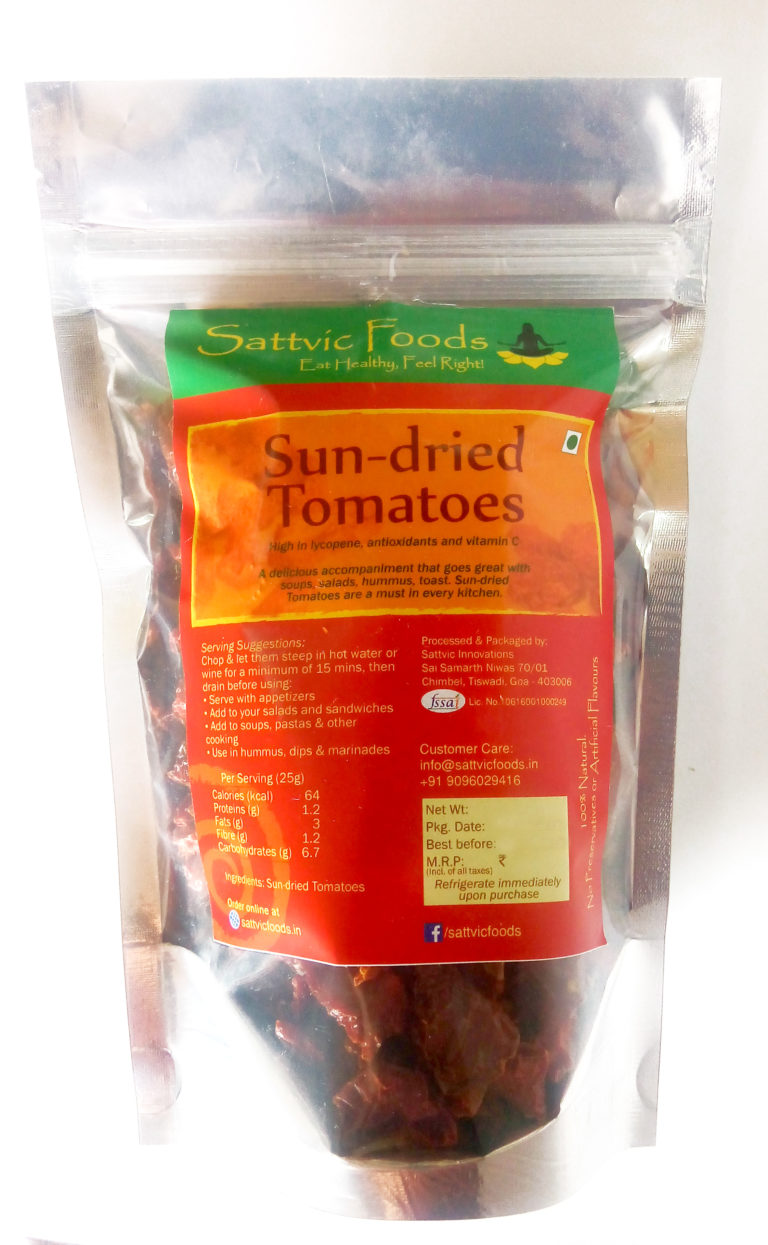 Sattvic Foods
Eat Healthy, Feel Right!
Sun-dried
Tomatoes
High in lycopene, antioxidants and vitamin C
A delicious accompaniment that goes great with
soups, salads, hummus, toast. Sun-dried
Tomatoes are a must in every kitchen.
Serving Suggestions:
Chop & let them steep in hot water or
wine for a minimum of 15 mins, then
drain before using:
• Serve with appetizers
• Add to your salads and sandwiches
• Add to soups, pastas & other
cooking
• Use in hummus, dips & marinades
Per Serving (25g)
Calories (kcal) 64
Proteins (g) 1.2
Fats (g) 3
Fibre (g) 1.2
Carbohydrates (g) 6.7
Ingredients: Sun-dried Tomatoes
Order online at
sattvicfoods.in
Processed & Packaged by:
Sattvic Innovations
Sai Samarth Niwas 70/01
Chimbel, Tiswadi, Goa - 403006
fssai Lic. No.10616001000249
Customer Care:
info@sattvicfoods.in
+91 9096029416
Net Wt:
Pkg. Date:
Best before:
M.R.P: ₹
(Incl. of all taxes)
Refrigerate immediately
upon purchase
f /sattvicfoods
100% Natural.
No Preservatives or Artificial Flavours